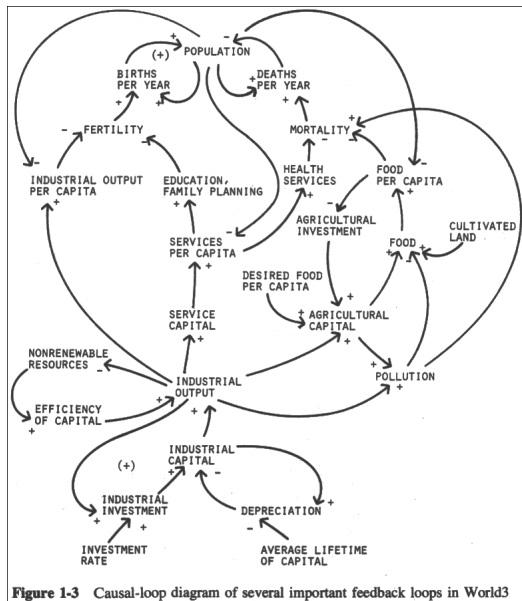 POPULATION
(+)
BIRTHS
PER YEAR
DEATHS
PER YEAR
FERTILITY
MORTALITY
INDUSTRIAL OUTPUT
PER CAPITA
EDUCATION,
FAMILY PLANNING
HEALTH
SERVICES
FOOD
PER CAPITA
AGRICULTURAL
INVESTMENT
CULTIVATED
LAND
SERVICES
PER CAPITA
FOOD
DESIRED FOOD
PER CAPITA
SERVICE
CAPITAL
AGRICULTURAL
CAPITAL
NONRENEWABLE
RESOURCES
INDUSTRIAL
OUTPUT
POLLUTION
EFFICIENCY
OF CAPITAL
INDUSTRIAL
CAPITAL
(+)
INDUSTRIAL
INVESTMENT
DEPRECIATION
INVESTMENT
RATE
AVERAGE LIFETIME
OF CAPITAL
Figure 1-3 Causal-loop diagram of several important feedback loops in World3